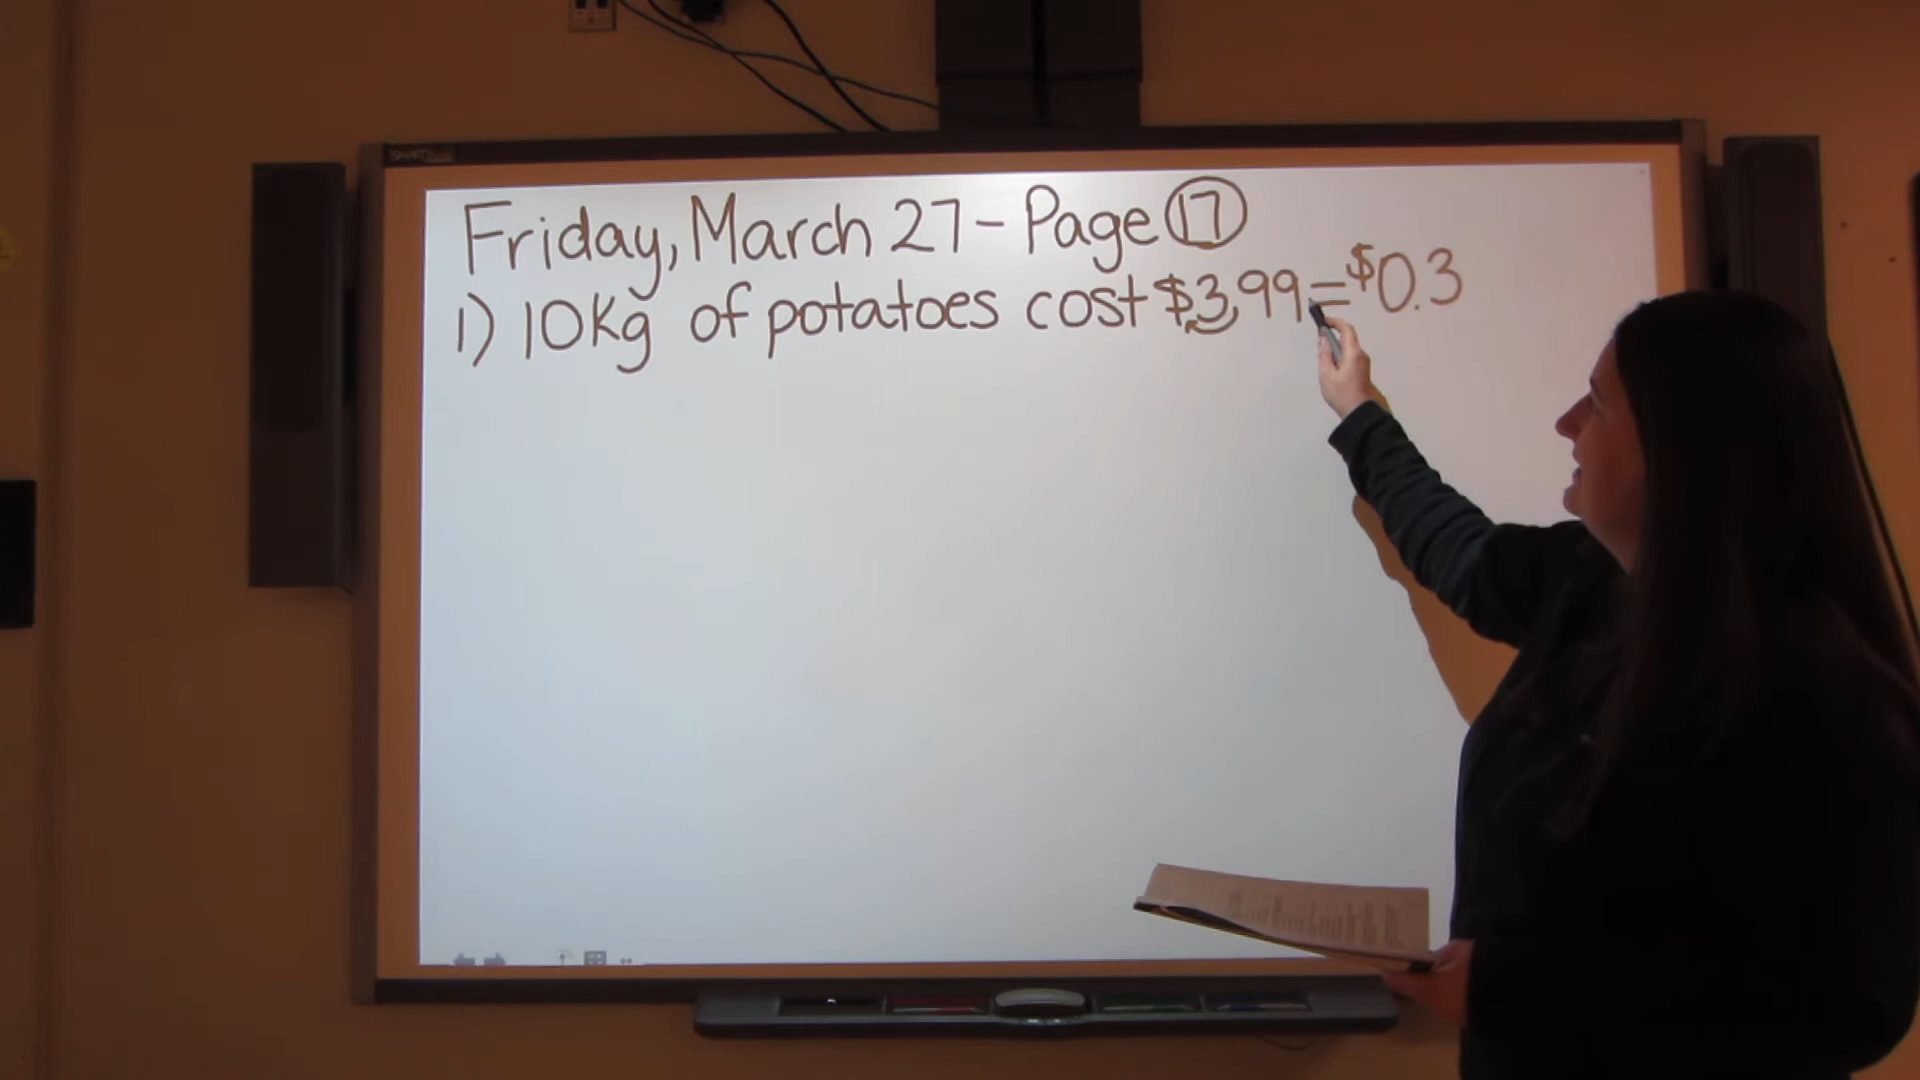 Friday, March 27 - Page 17
1) 10Kg of potatoes cost $3.99 = $0.3